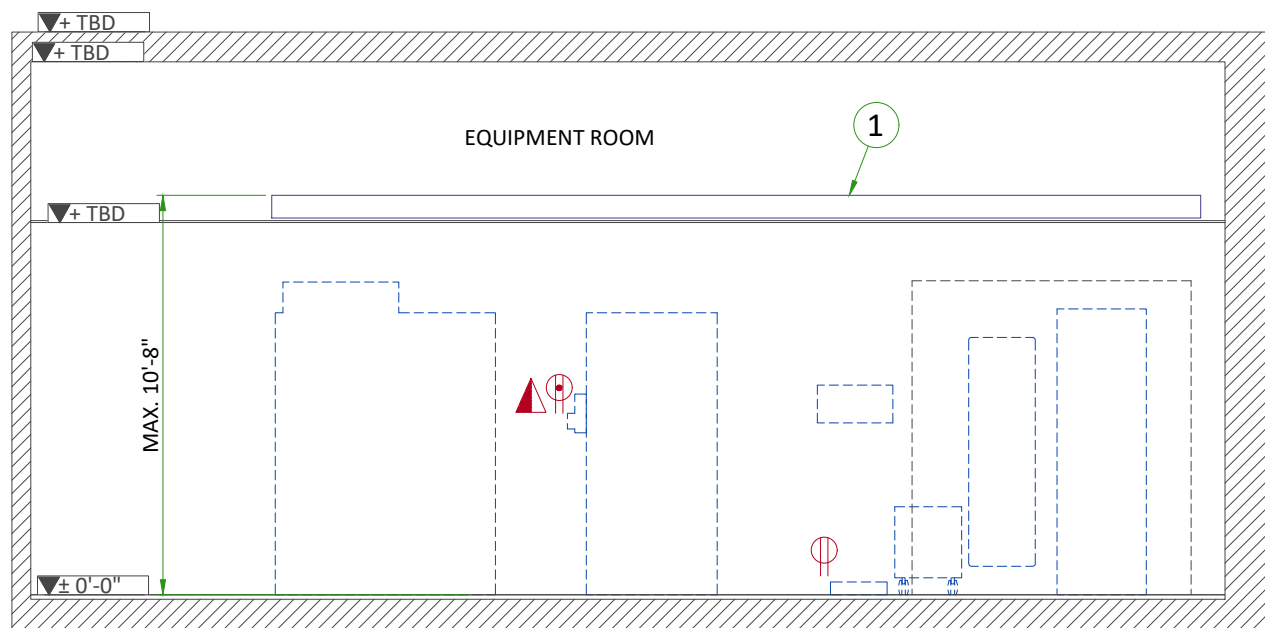 + TBD
+ TBD
EQUIPMENT ROOM
1
+ TBD
MAX. 10'-8"
± 0'-0"